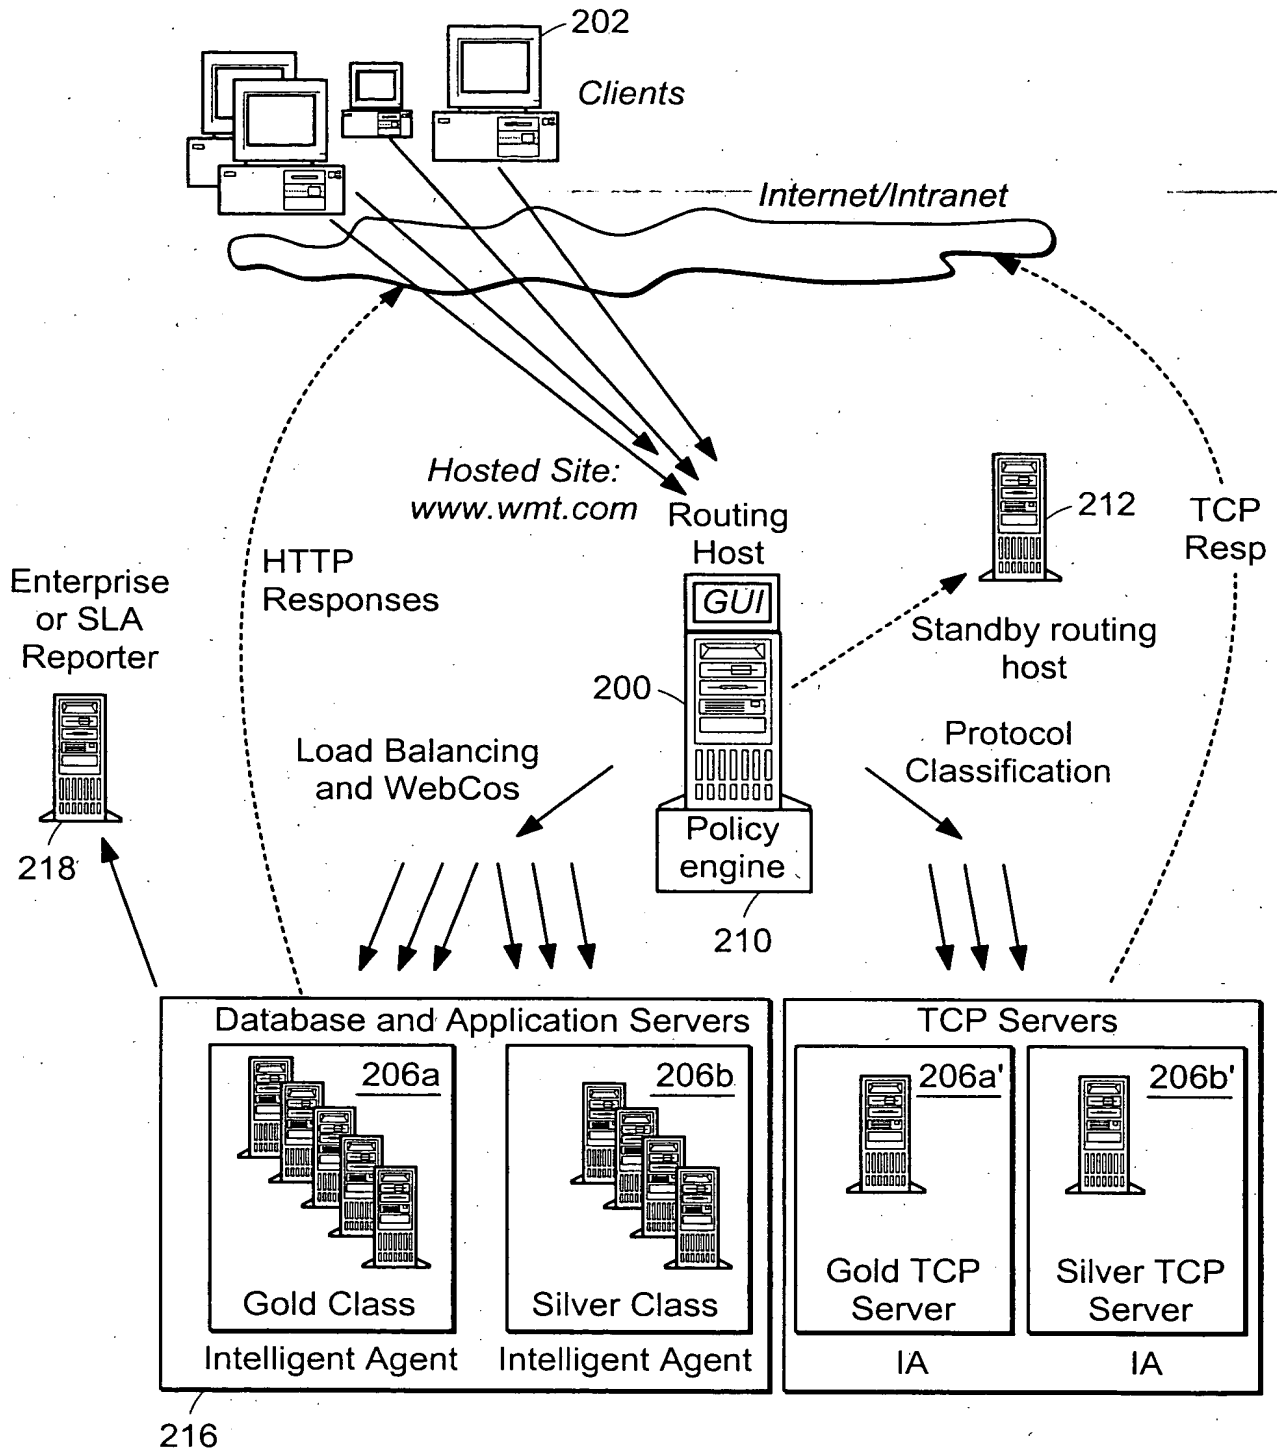 202
Clients
Internet/Intranet
Hosted Site:
www.wmt.com
Routing
Host
GUI
200
Policy
engine
210
212
Standby routing
host
TCP
Resp
HTTP
Responses
Enterprise
or SLA
Reporter
218
Load Balancing
and WebCos
Protocol
Classification
Database and Application Servers
206a
Gold Class
Intelligent Agent
206b
Silver Class
Intelligent Agent
216
TCP Servers
206a'
Gold TCP
Server
IA
206b'
Silver TCP
Server
IA